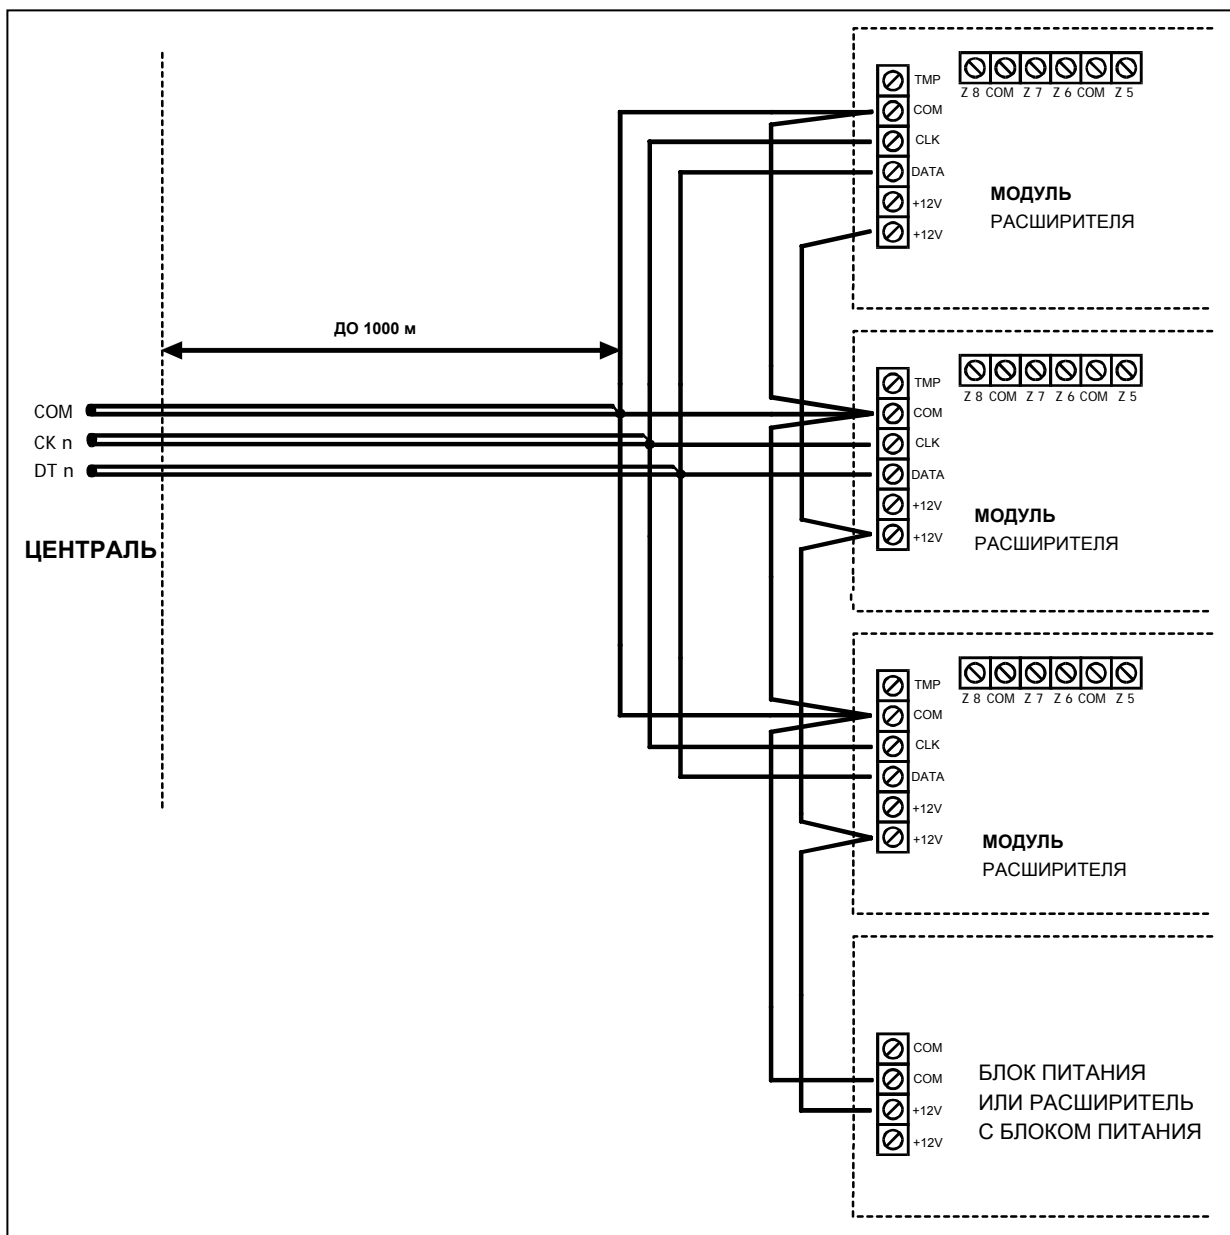 TMP
COM
CLK
DATA
+12V
+12V
Z 8 COM Z 7 Z 6 COM Z 5
МОДУЛЬ
РАСШИРИТЕЛЯ
ДО 1000 м
COM
CK n
DT n
ЦЕНТРАЛЬ
TMP
COM
CLK
DATA
+12V
+12V
Z 8 COM Z 7 Z 6 COM Z 5
МОДУЛЬ
РАСШИРИТЕЛЯ
TMP
COM
CLK
DATA
+12V
+12V
Z 8 COM Z 7 Z 6 COM Z 5
МОДУЛЬ
РАСШИРИТЕЛЯ
COM
COM
+12V
+12V
БЛОК ПИТАНИЯ
ИЛИ РАСШИРИТЕЛЬ
С БЛОКОМ ПИТАНИЯ